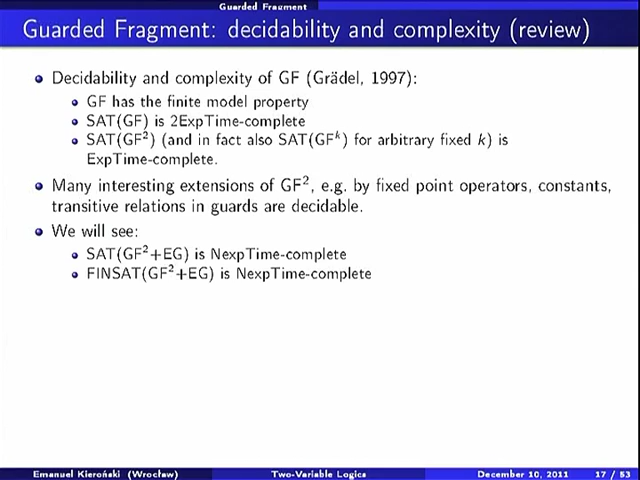 Guarded Fragment
Guarded Fragment: decidability and complexity (review)
Decidability and complexity of GF (Grädel, 1997):
GF has the finite model property
SAT(GF) is 2ExpTime-complete
SAT(GF²) (and in fact also SAT(GFᵏ) for arbitrary fixed k) is
ExpTime-complete.
Many interesting extensions of GF², e.g. by fixed point operators, constants,
transitive relations in guards are decidable.
We will see:
SAT(GF²+EG) is NexpTime-complete
FINSAT(GF²+EG) is NexpTime-complete
Emanuel Kieroński (Wrocław) Two-Variable Logics December 10, 2011 17 / 53